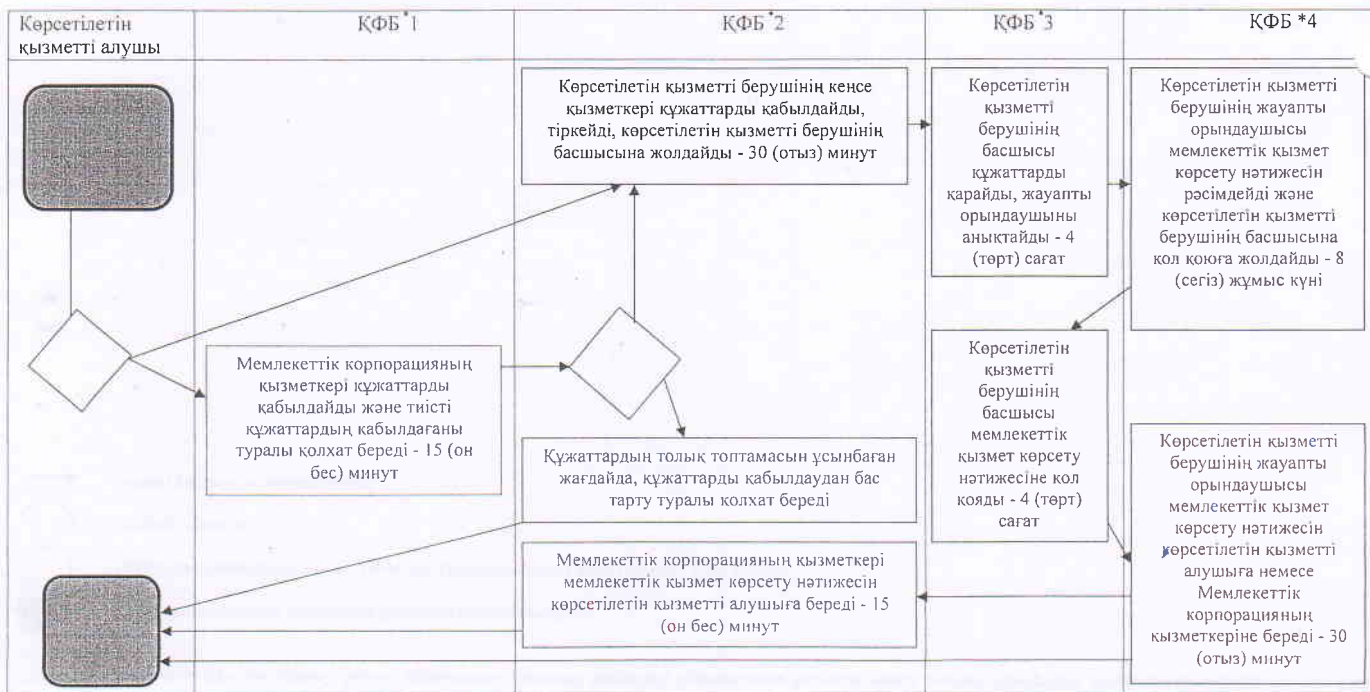 Көрсетілетін
қызметті алушы
ҚФБ *1
ҚФБ *2
ҚФБ *3
ҚФБ *4
Көрсетілетін қызметті берушінің кеңсе
қызметкері құжаттарды қабылдайды,
тіркейді, көрсетілетін қызметті берушінің
басшысына жолдайды - 30 (отыз) минут
Көрсетілетін
қызметті
берушінің
басшысы
құжаттарды
қарайды, жауапты
орындаушыны
анықтайды - 4
(төрт) сағат
Көрсетілетін қызметті
берушінің жауапты
орындаушысы
мемлекеттік қызмет
көрсету нәтижесін
рәсімдейді және
көрсетілетін қызметті
берушінің басшысына
қол қоюға жолдайды - 8
(сегіз) жұмыс күні
Мемлекеттік корпорацияның
қызметкері құжаттарды
қабылдайды және тиісті
құжаттардың қабылдағаны
туралы қолхат береді - 15 (он
бес) минут
Құжаттардың толық топтамасын ұсынбаған
жағдайда, құжаттарды қабылдаудан бас
тарту туралы қолхат береді
Мемлекеттік корпорацияның қызметкері
мемлекеттік қызмет көрсету нәтижесін
көрсетілетін қызметті алушыға береді - 15
(он бес) минут
Көрсетілетін
қызметті
берушінің
басшысы
мемлекеттік
қызмет көрсету
нәтижесіне қол
қояды - 4 (төрт)
сағат
Көрсетілетін қызметті
берушінің жауапты
орындаушысы
мемлекеттік қызмет
көрсету нәтижесін
көрсетілетін қызметті
алушыға немесе
Мемлекеттік
корпорацияның
қызметкеріне береді - 30
(отыз) минут